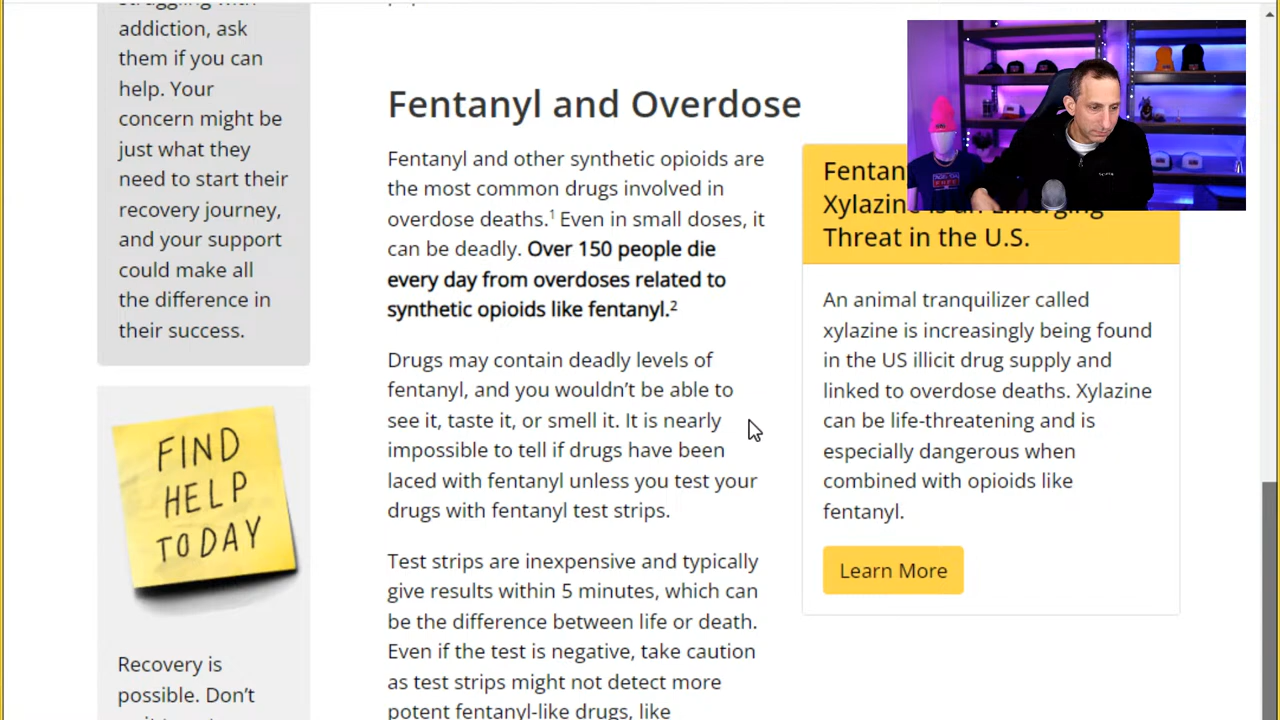 addiction, ask
them if you can
help. Your
concern might be
just what they
need to start their
recovery journey,
and your support
could make all
the difference in
their success.
FIND
HELP
TODAY
Recovery is
possible. Don't
Fentanyl and Overdose
Fentanyl and other synthetic opioids are
the most common drugs involved in
overdose deaths.¹ Even in small doses, it
can be deadly. Over 150 people die
every day from overdoses related to
synthetic opioids like fentanyl.²
Drugs may contain deadly levels of
fentanyl, and you wouldn't be able to
see it, taste it, or smell it. It is nearly
impossible to tell if drugs have been
laced with fentanyl unless you test your
drugs with fentanyl test strips.
Test strips are inexpensive and typically
give results within 5 minutes, which can
be the difference between life or death.
Even if the test is negative, take caution
as test strips might not detect more
potent fentanyl-like drugs, like
Xylazine is an Emerging
Threat in the U.S.
An animal tranquilizer called
xylazine is increasingly being found
in the US illicit drug supply and
linked to overdose deaths. Xylazine
can be life-threatening and is
especially dangerous when
combined with opioids like
fentanyl.
Learn More